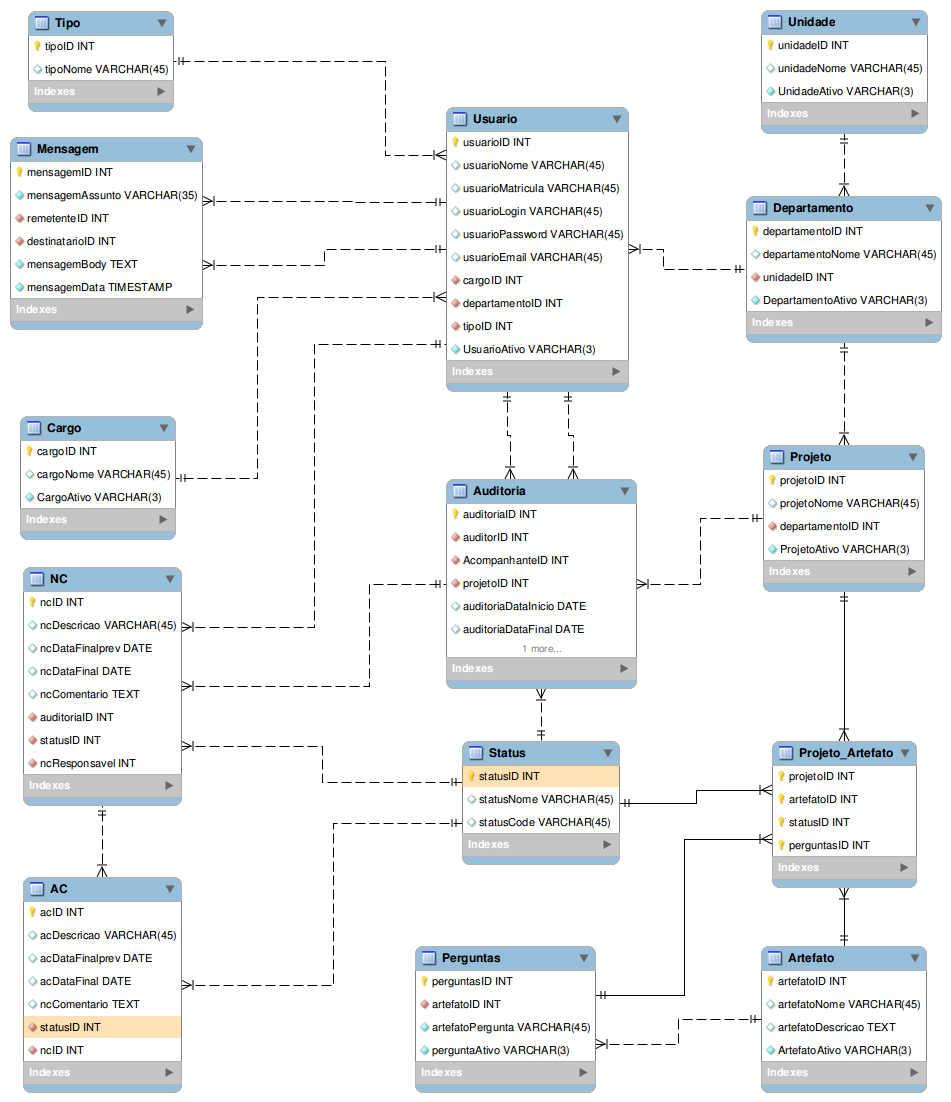 Tipo
tipoID INT
tipoNome VARCHAR(45)
Indexes
Unidade
unidadeID INT
unidadeNome VARCHAR(45)
UnidadeAtivo VARCHAR(3)
Indexes
Mensagem
mensagemID INT
mensagemAssunto VARCHAR(35)
remetenteID INT
destinatarioID INT
mensagemBody TEXT
mensagemData TIMESTAMP
Indexes
Usuario
usuarioID INT
usuarioNome VARCHAR(45)
usuarioMatricula VARCHAR(45)
usuarioLogin VARCHAR(45)
usuarioPassword VARCHAR(45)
usuarioEmail VARCHAR(45)
cargoID INT
departamentoID INT
tipoID INT
UsuarioAtivo VARCHAR(3)
Indexes
Departamento
departamentoID INT
departamentoNome VARCHAR(45)
unidadeID INT
DepartamentoAtivo VARCHAR(3)
Indexes
Cargo
cargoID INT
cargoNome VARCHAR(45)
CargoAtivo VARCHAR(3)
Indexes
Auditoria
auditoriaID INT
auditorID INT
AcompanhanteID INT
projetoID INT
auditoriaDataInicio DATE
auditoriaDataFinal DATE
1 more...
Indexes
Projeto
projetoID INT
projetoNome VARCHAR(45)
departamentoID INT
ProjetoAtivo VARCHAR(3)
Indexes
NC
ncID INT
ncDescricao VARCHAR(45)
ncDataFinalprev DATE
ncDataFinal DATE
ncComentario TEXT
auditoriaID INT
statusID INT
ncResponsavel INT
Indexes
Status
statusID INT
statusNome VARCHAR(45)
statusCode VARCHAR(45)
Indexes
Projeto_Artefato
projetoID INT
artefatoID INT
statusID INT
perguntasID INT
Indexes
AC
acID INT
acDescricao VARCHAR(45)
acDataFinalprev DATE
acDataFinal DATE
ncComentario TEXT
statusID INT
ncID INT
Indexes
Perguntas
perguntasID INT
artefatoID INT
artefatoPergunta VARCHAR(45)
perguntaAtivo VARCHAR(3)
Indexes
Artefato
artefatoID INT
artefatoNome VARCHAR(45)
artefatoDescricao TEXT
ArtefatoAtivo VARCHAR(3)
Indexes